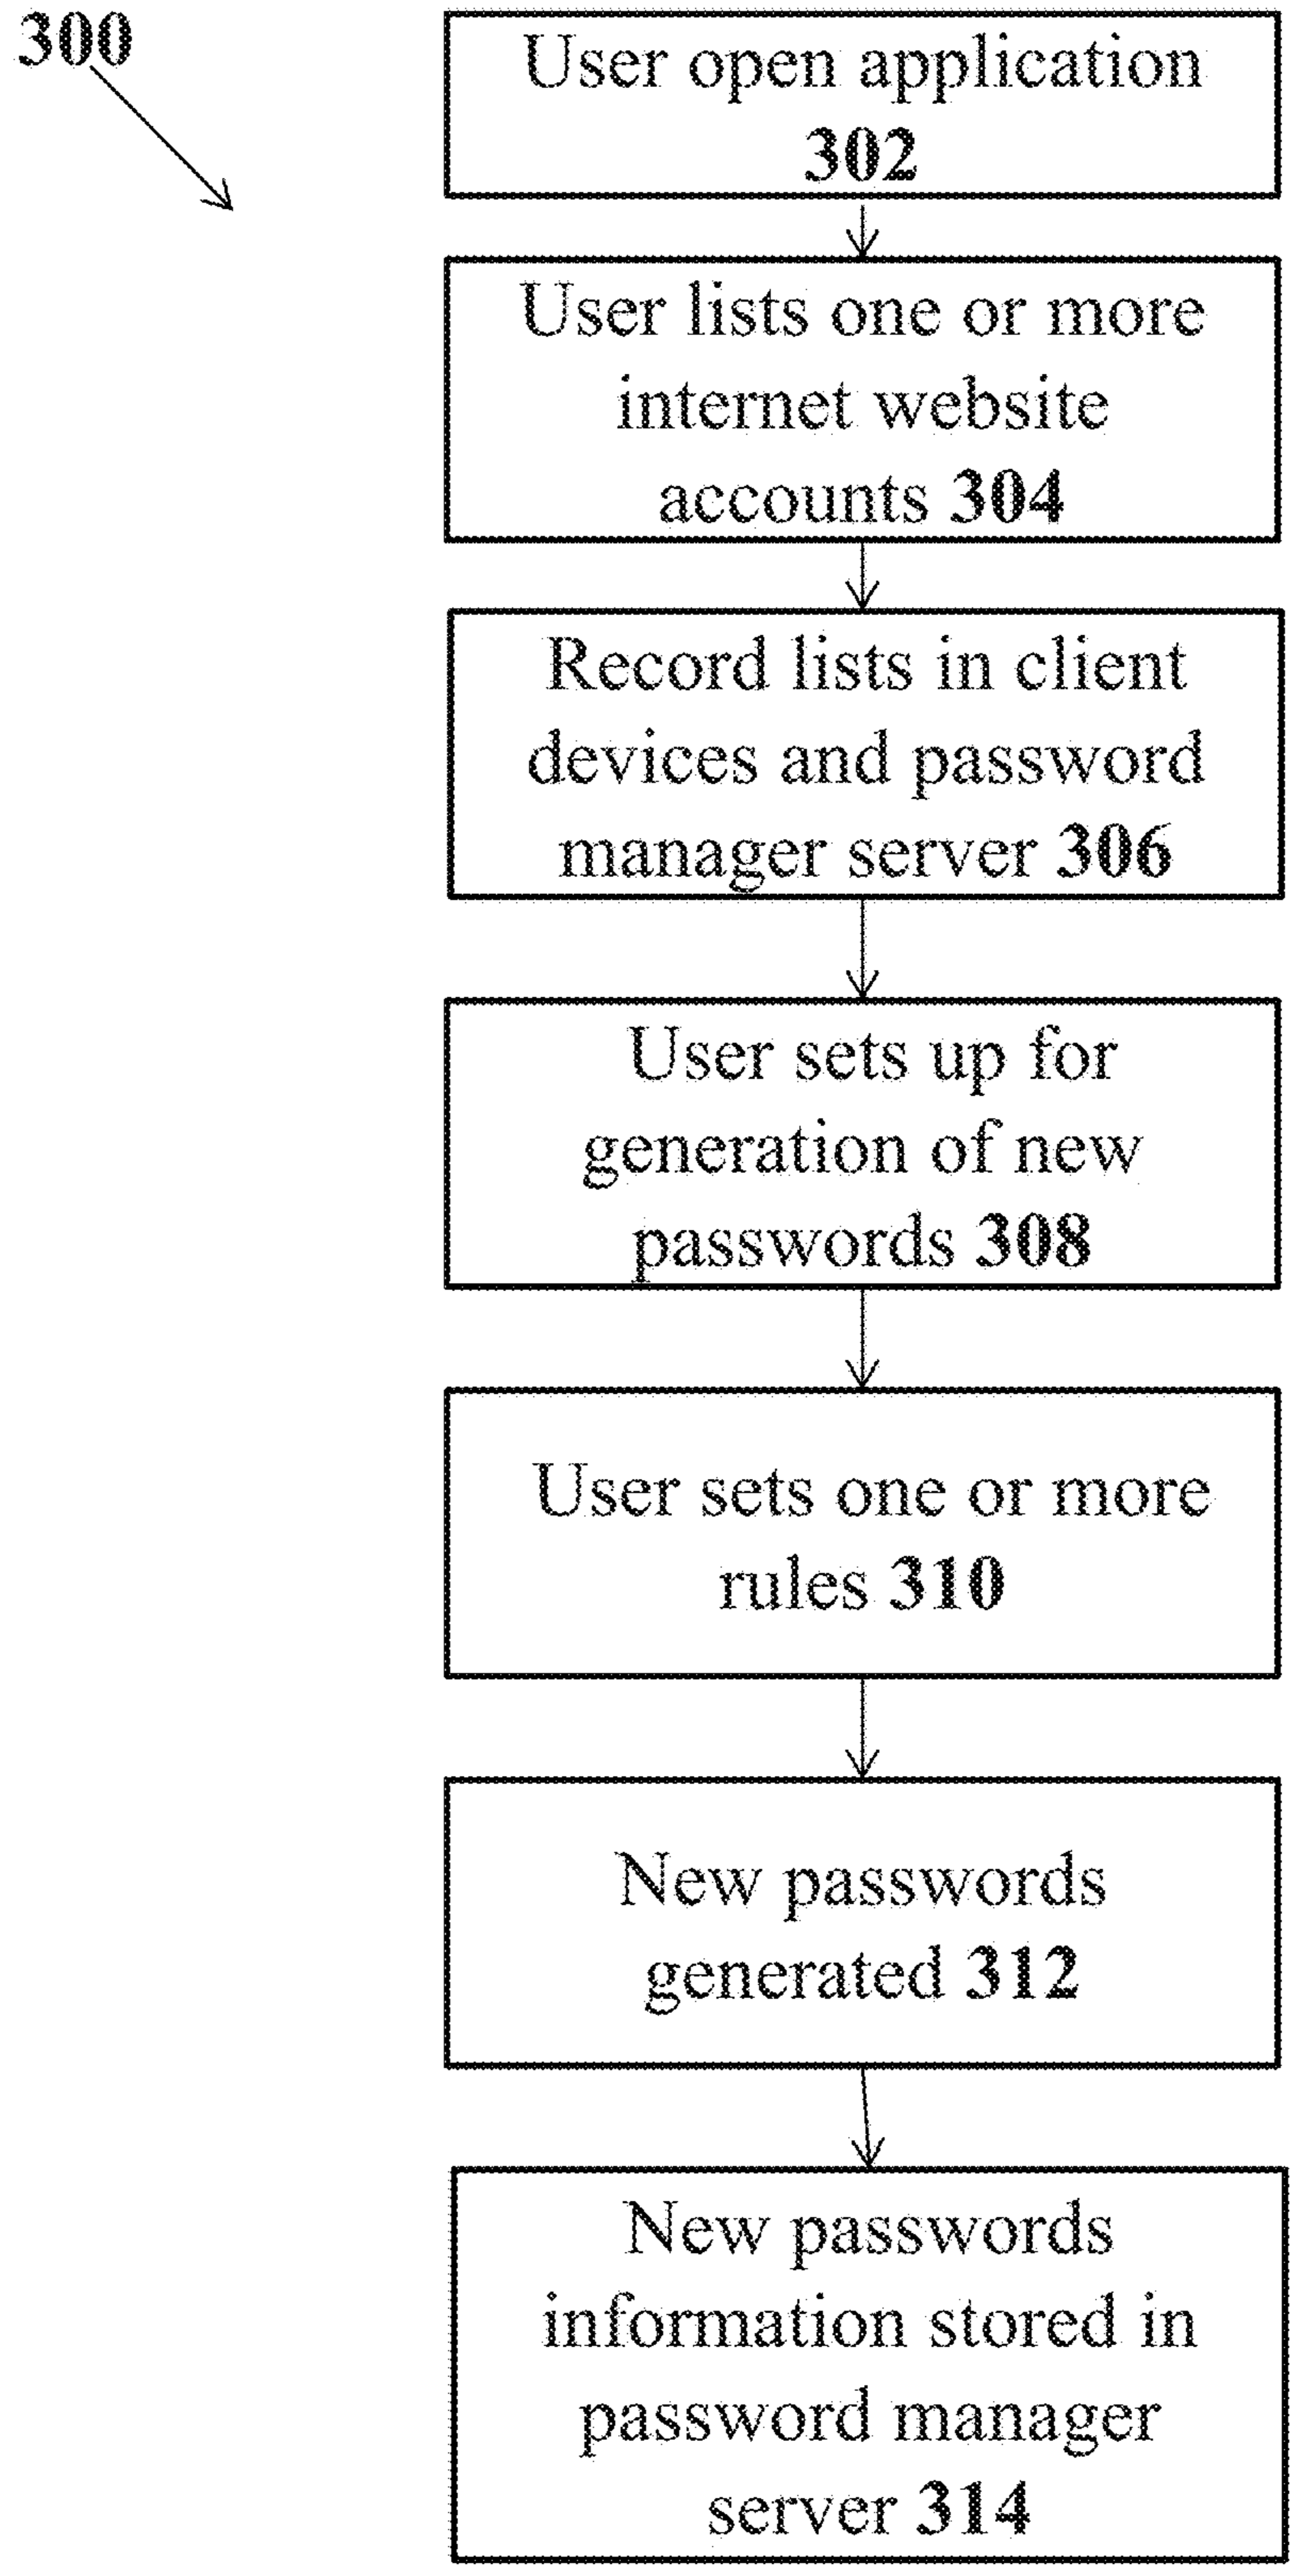 300
User open application
302
User lists one or more
internet website
accounts 304
Record lists in client
devices and password
manager server 306
User sets up for
generation of new
passwords 308
User sets one or more
rules 310
New passwords
generated 312
New passwords
information stored in
password manager
server 314